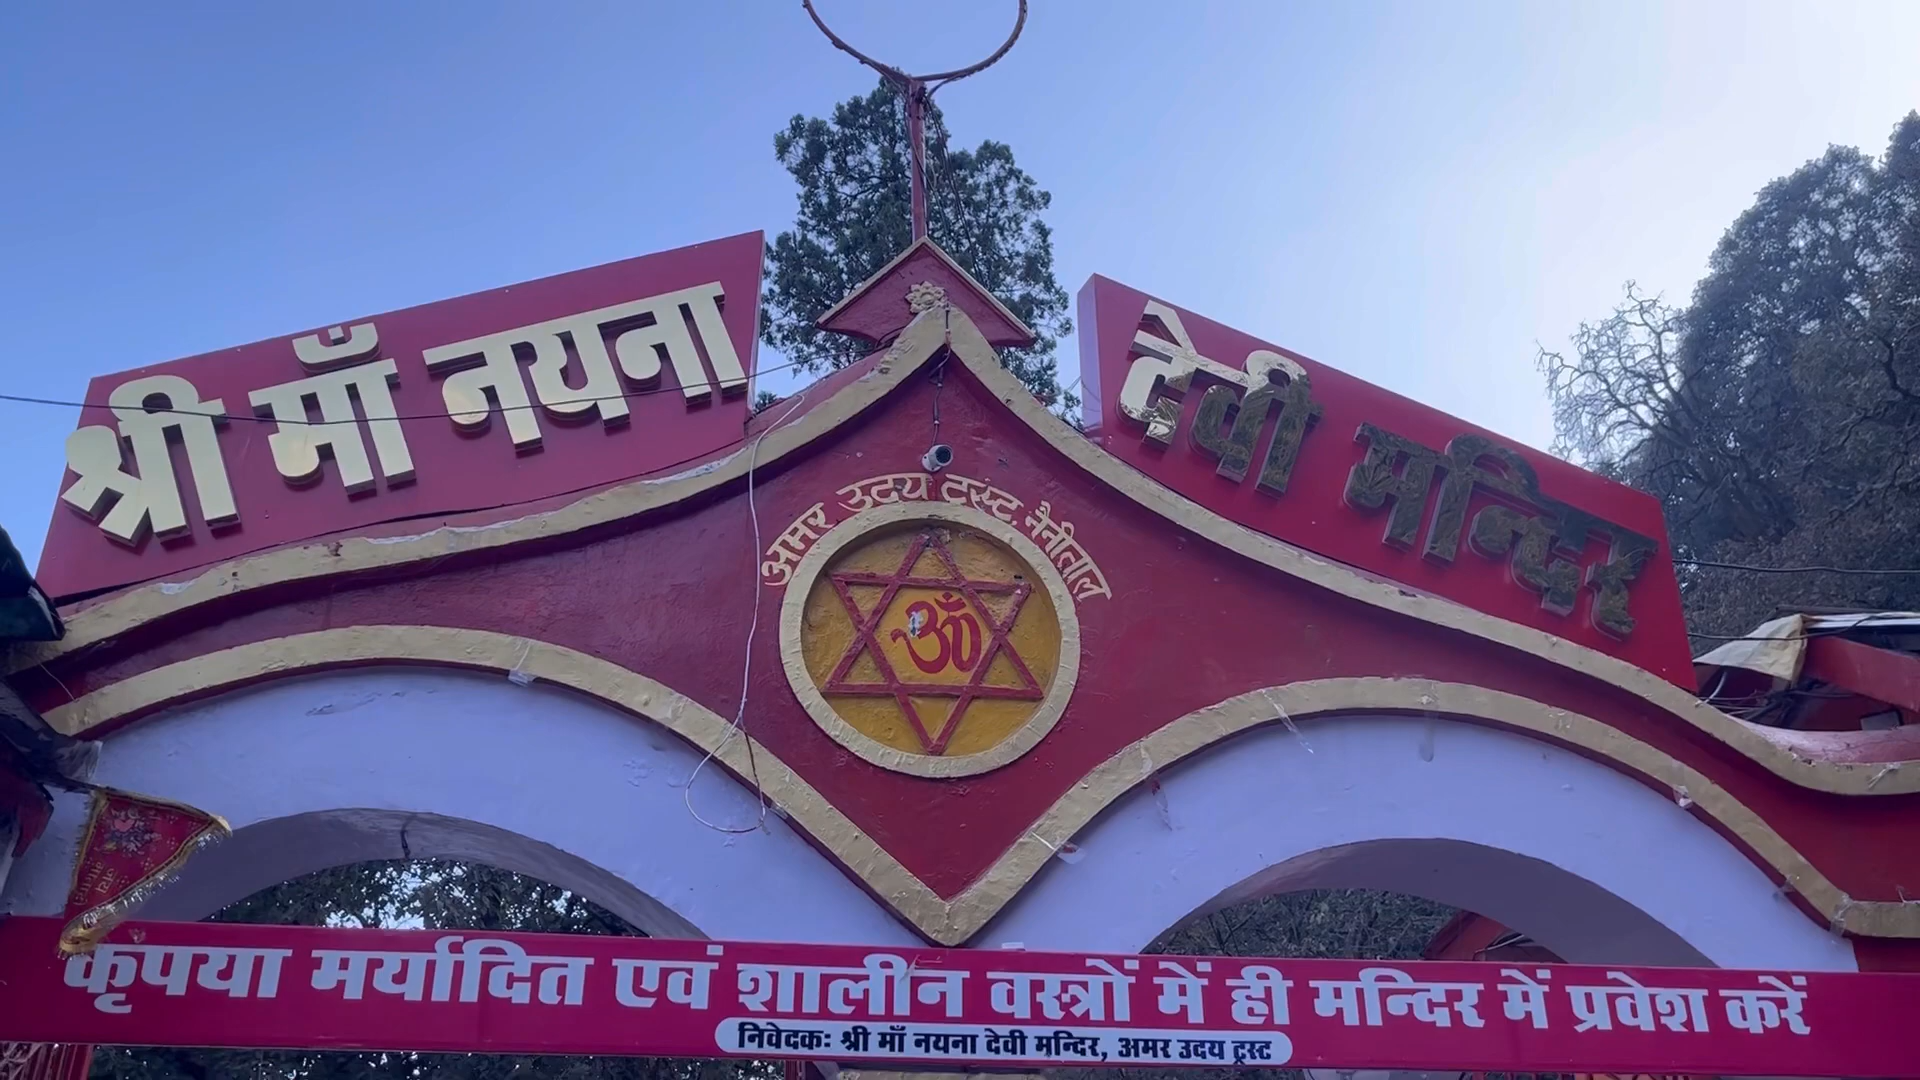 श्री माँ नयना देवी मन्दिर
अमर उदय ट्रस्ट, नैनीताल
ॐ
कृपया मर्यादित एवं शालीन वस्त्रों में ही मन्दिर में प्रवेश करें
निवेदकः श्री माँ नयना देवी मन्दिर, अमर उदय ट्रस्ट